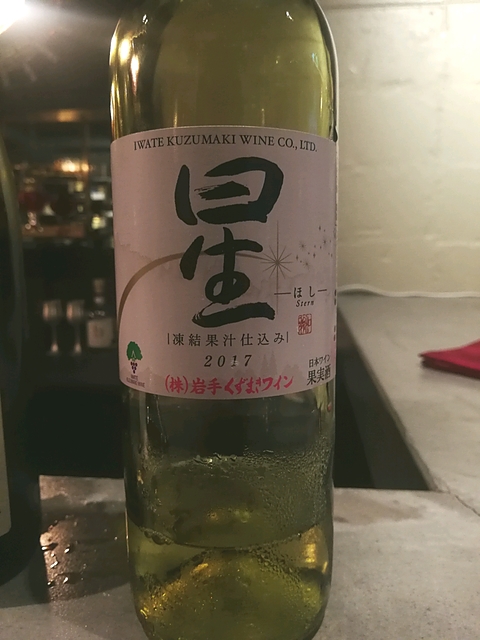 IWATE KUZUMAKI WINE CO., LTD.
星
ほし
Stern
凍結果汁仕込み
2017
日本ワイン
果実酒
(株)岩手くずまきワイン